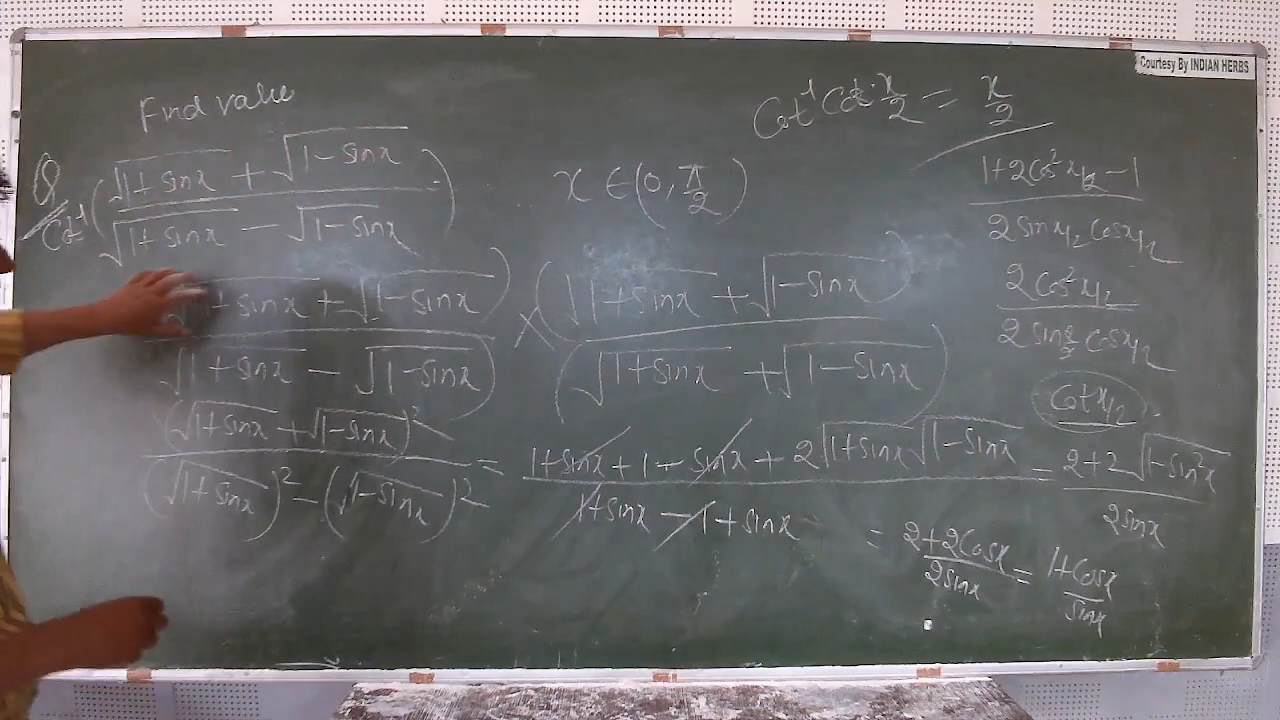 Courtesy By INDIAN HERBS
Find value
Q Cot⁻¹((√(1+sinx) + √(1-sinx))/(√(1+sinx) - √(1-sinx)))
x ∈ (0, π/2)
(√(1+sinx) + √(1-sinx))/(√(1+sinx) - √(1-sinx)) × (√(1+sinx) + √(1-sinx))/(√(1+sinx) + √(1-sinx))
(√(1+sinx) + √(1-sinx))²/((√(1+sinx))² - (√(1-sinx))²) = (1+sinx + 1 - sinx + 2√(1+sinx)√(1-sinx))/(1+sinx - 1 + sinx) = (2+2√(1-sin²x))/(2sinx)
= (2+2Cosx)/(2sinx) = (1+Cosx)/(sinx)
(1+2Cos²x/2 - 1)/(2sinx/2 Cosx/2)
(2Cos²x/2)/(2sinx/2 Cosx/2)
Cotx/2
Cot⁻¹ Cot x/2 = x/2